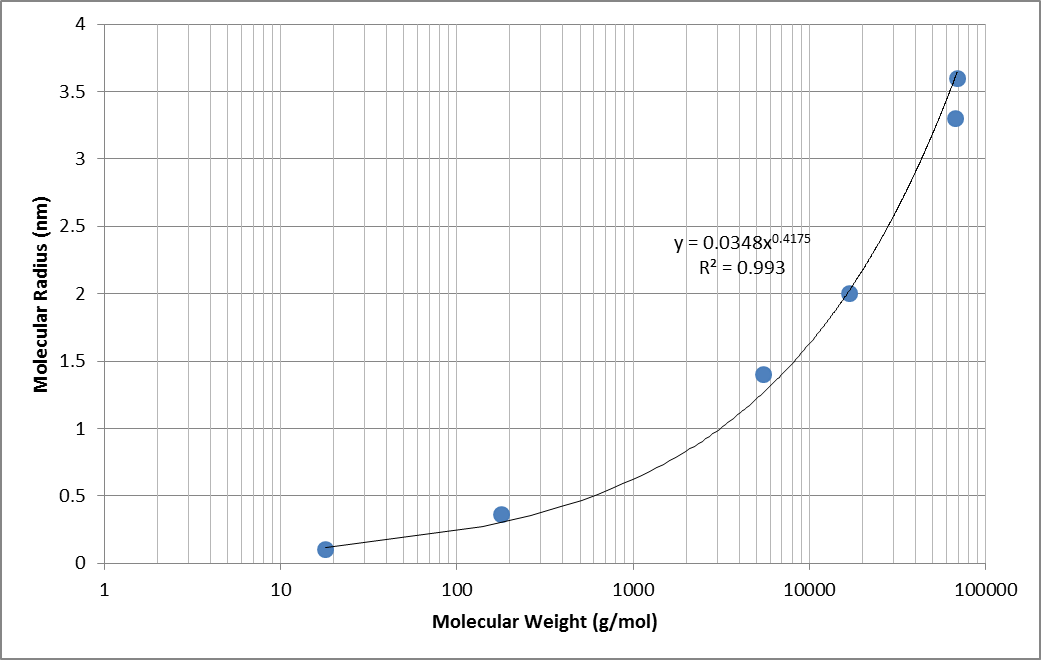 4
3.5
3
2.5
2
1.5
1
0.5
0
Molecular Radius (nm)
y = 0.0348x^0.4175
R² = 0.993
1 10 100 1000 10000 100000
Molecular Weight (g/mol)